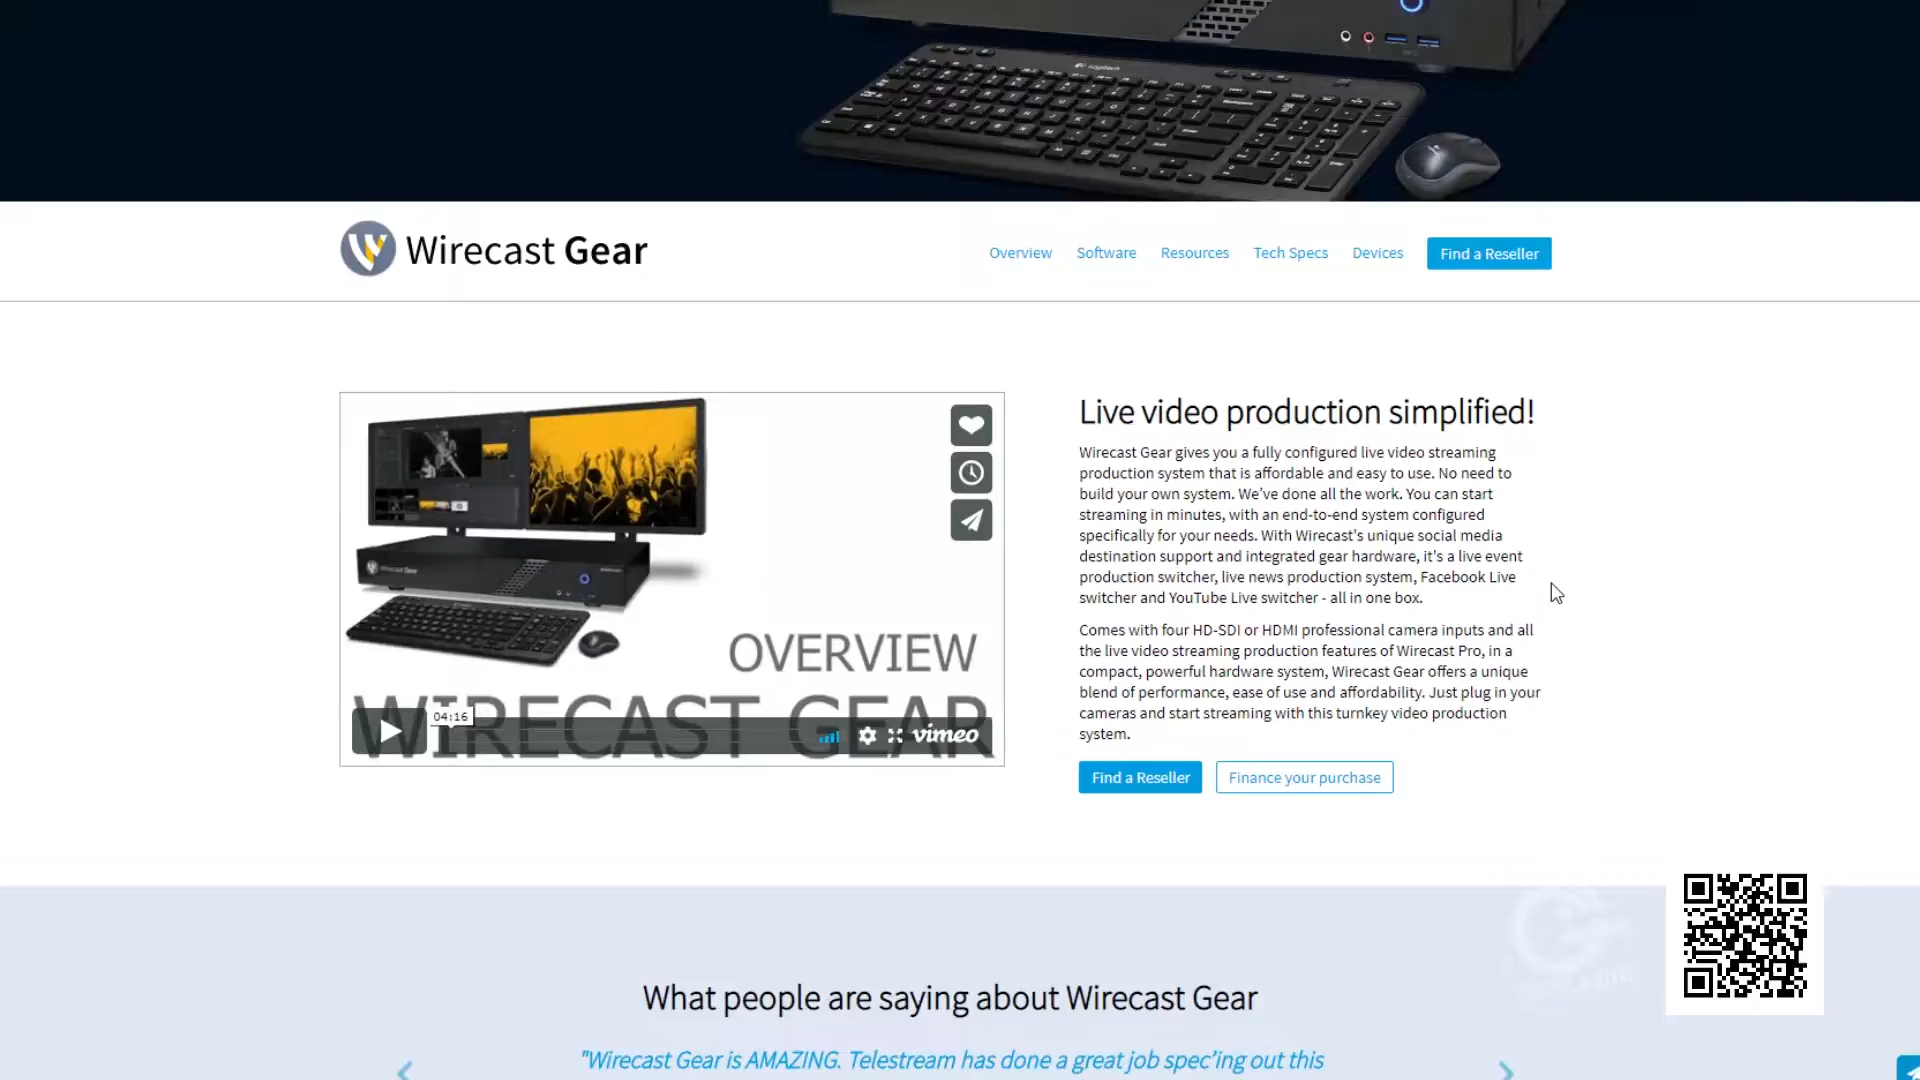 Wirecast Gear
Overview
Software
Resources
Tech Specs
Devices
Find a Reseller
OVERVIEW
WIRECAST GEAR
04:16
vimeo
Live video production simplified!
Wirecast Gear gives you a fully configured live video streaming
production system that is affordable and easy to use. No need to
build your own system. We've done all the work. You can start
streaming in minutes, with an end-to-end system configured
specifically for your needs. With Wirecast's unique social media
destination support and integrated gear hardware, it's a live event
production switcher, live news production system, Facebook Live
switcher and YouTube Live switcher - all in one box.
Comes with four HD-SDI or HDMI professional camera inputs and all
the live video streaming production features of Wirecast Pro, in a
compact, powerful hardware system, Wirecast Gear offers a unique
blend of performance, ease of use and affordability. Just plug in your
cameras and start streaming with this turnkey video production
system.
Find a Reseller
Finance your purchase
What people are saying about Wirecast Gear
"Wirecast Gear is AMAZING. Telestream has done a great job spec'ing out this